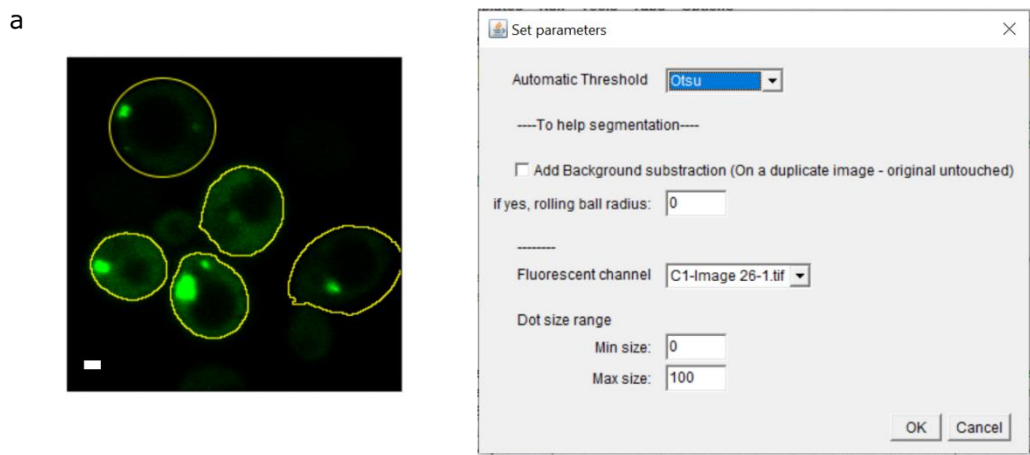 a
Set parameters
Automatic Threshold Otsu
----To help segmentation----
Add Background substraction (On a duplicate image - original untouched)
if yes, rolling ball radius: 0
--------
Fluorescent channel C1-Image 26-1.tif
Dot size range
Min size: 0
Max size: 100
OK Cancel